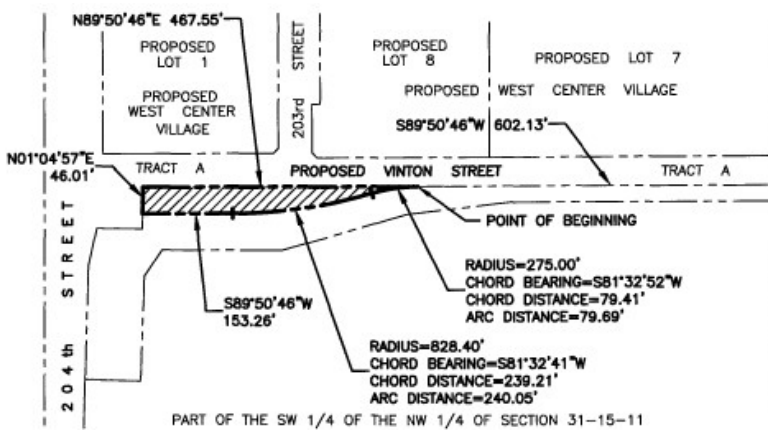 N89°50'46"E 467.55'
PROPOSED
LOT 1
PROPOSED
WEST CENTER
VILLAGE
203rd STREET
PROPOSED
LOT 8
PROPOSED LOT 7
PROPOSED WEST CENTER VILLAGE
S89°50'46"W 602.13'
N01°04'57"E
46.01'
TRACT A
PROPOSED VINTON STREET
TRACT A
POINT OF BEGINNING
204th STREET
S89°50'46"W
153.26'
RADIUS=275.00'
CHORD BEARING=S81°32'52"W
CHORD DISTANCE=79.41'
ARC DISTANCE=79.69'
RADIUS=828.40'
CHORD BEARING=S81°32'41"W
CHORD DISTANCE=239.21'
ARC DISTANCE=240.05'
PART OF THE SW 1/4 OF THE NW 1/4 OF SECTION 31-15-11